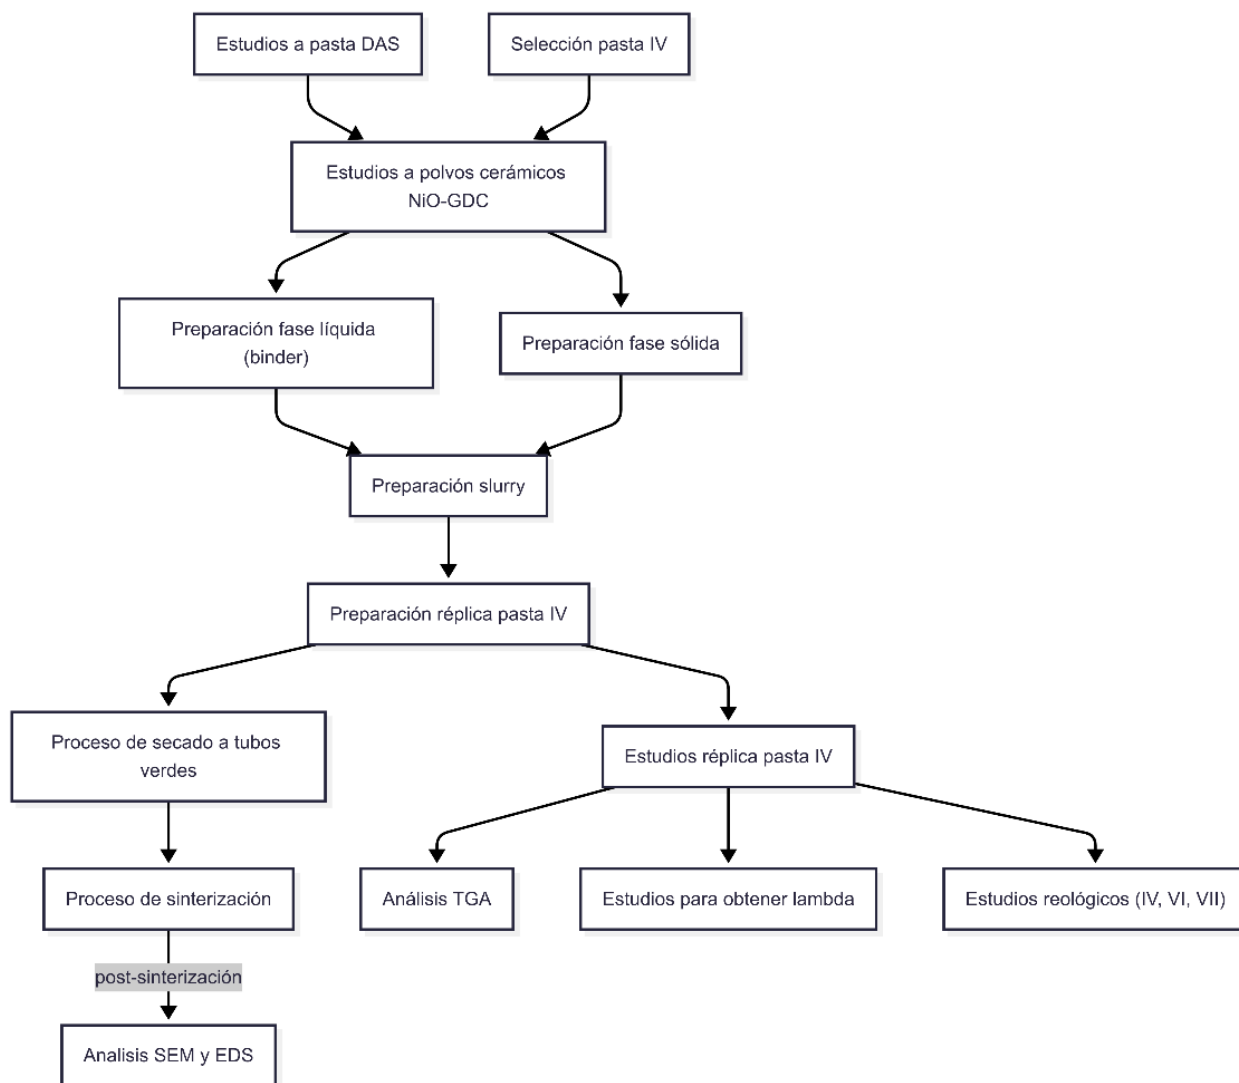 Estudios a pasta DAS
Selección pasta IV
Estudios a polvos cerámicos
NiO-GDC
Preparación fase líquida
(binder)
Preparación fase sólida
Preparación slurry
Preparación réplica pasta IV
Proceso de secado a tubos
verdes
Estudios réplica pasta IV
Proceso de sinterización
Análisis TGA
Estudios para obtener lambda
Estudios reológicos (IV, VI, VII)
post-sinterización
Analisis SEM y EDS